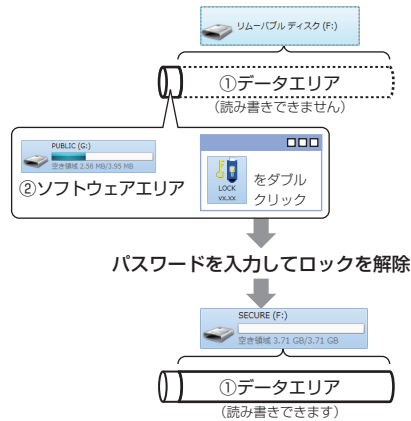 リムーバブル ディスク (F:)
①データエリア
(読み書きできません)
PUBLIC (G:)
空き領域 2.56 MB/3.95 MB
②ソフトウェアエリア
LOCK
vx.xx
をダブル
クリック
パスワードを入力してロックを解除
SECURE (F:)
空き領域 3.71 GB/3.71 GB
①データエリア
(読み書きできます)